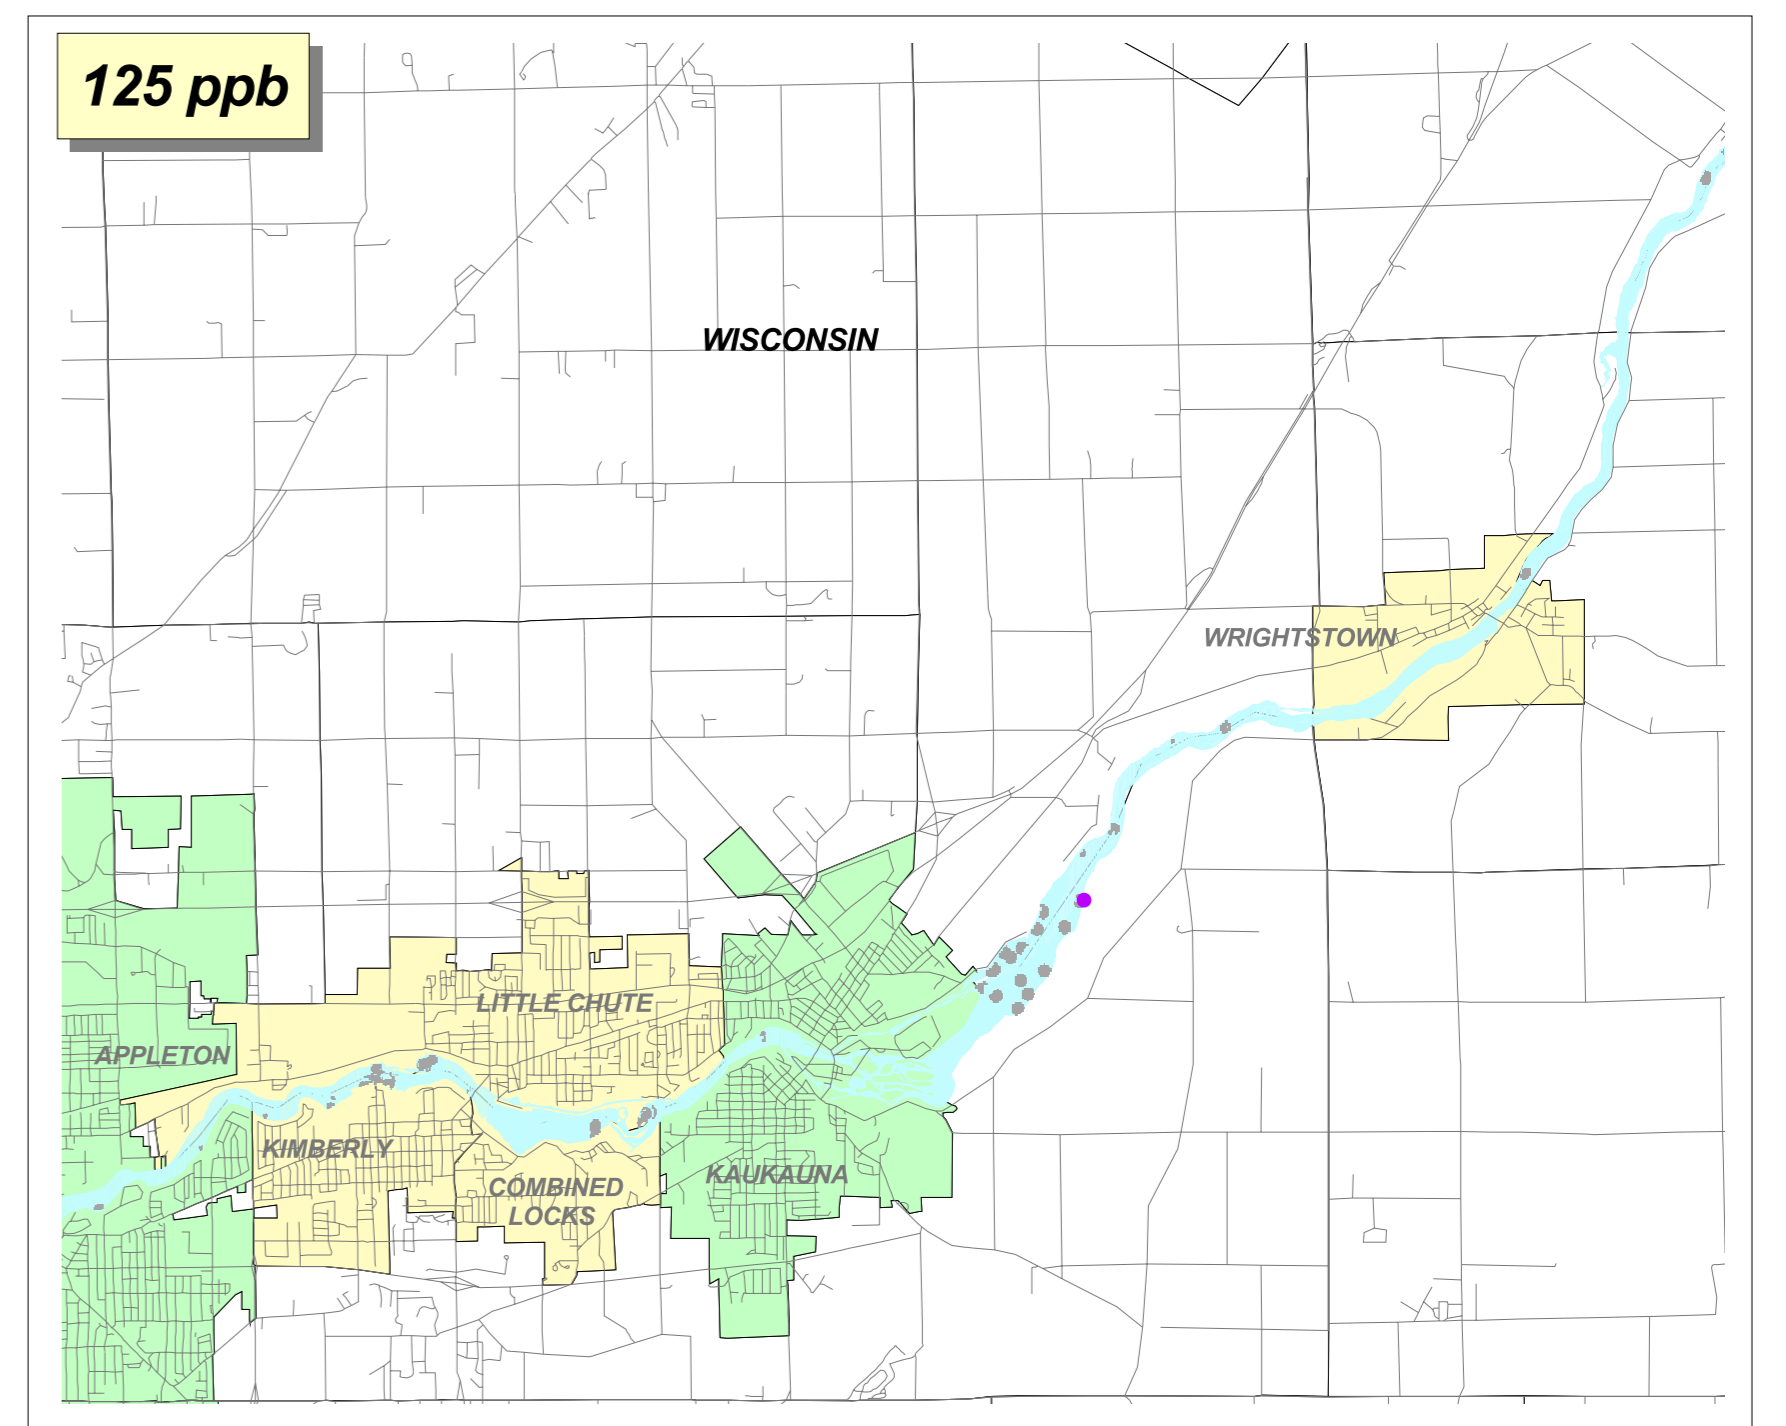 125 ppb
WISCONSIN
WRIGHTSTOWN
LITTLE CHUTE
APPLETON
KIMBERLY
KAUKAUNA
COMBINED
LOCKS